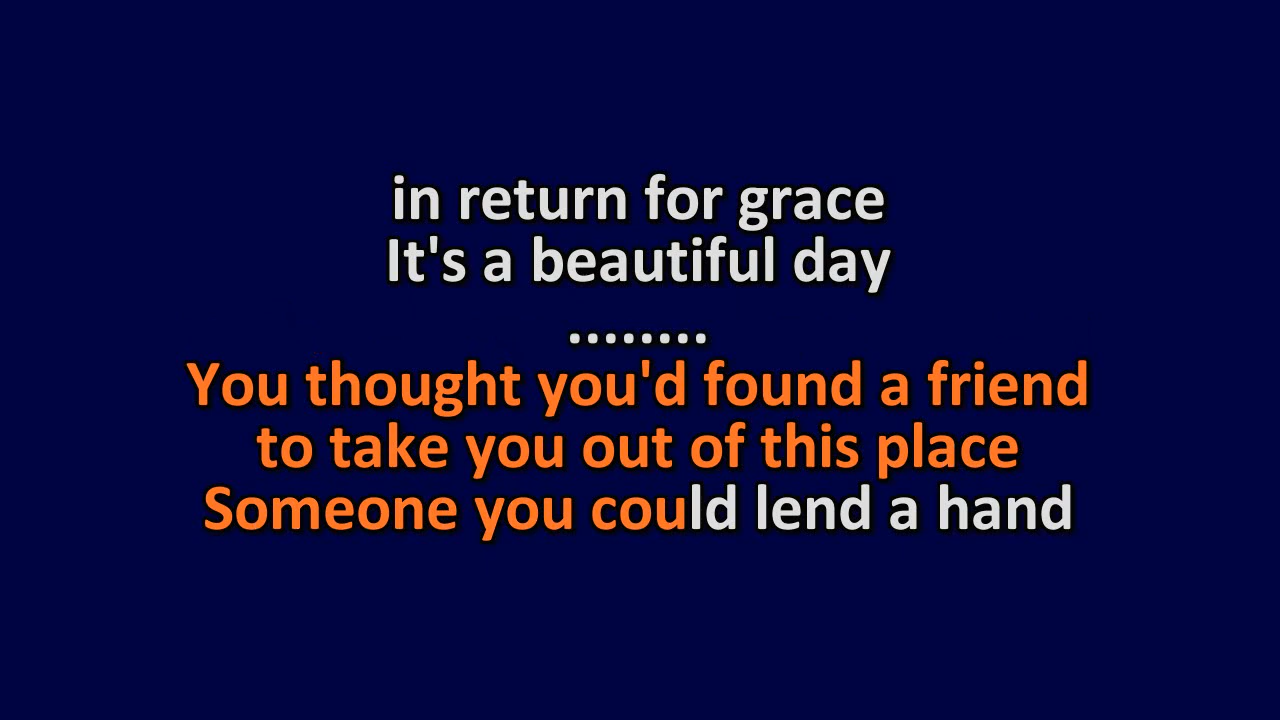 in return for grace
It's a beautiful day
........
You thought you'd found a friend
to take you out of this place
Someone you could lend a hand